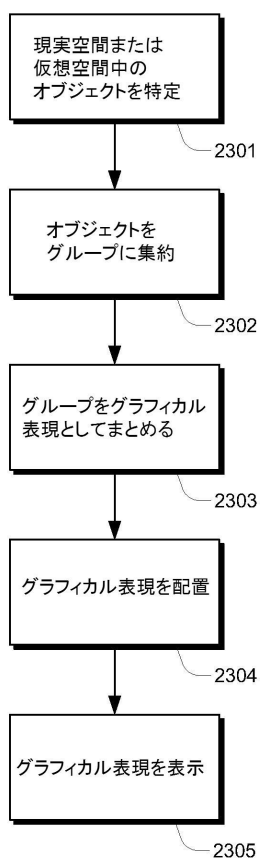 現実空間または
仮想空間中の
オブジェクトを特定
2301
オブジェクトを
グループに集約
2302
グループをグラフィカル
表現としてまとめる
2303
グラフィカル表現を配置
2304
グラフィカル表現を表示
2305